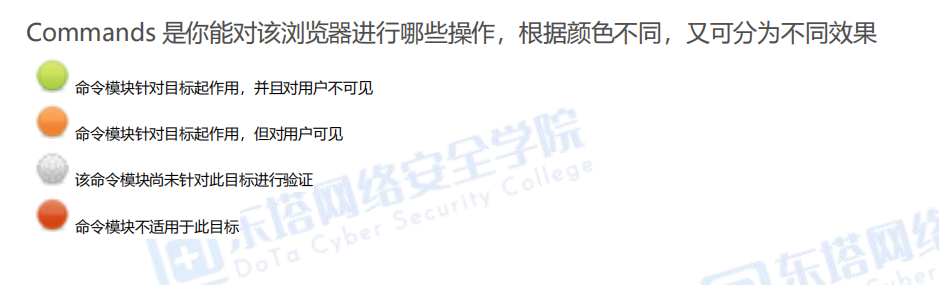 Commands 是你能对该浏览器进行哪些操作，根据颜色不同，又可分为不同效果
命令模块针对目标起作用，并且对用户不可见
命令模块针对目标起作用，但对用户可见
该命令模块尚未针对此目标进行验证
命令模块不适用于此目标
东塔网络安全学院
DoTa Cyber Security College
东塔网络
ber Secu